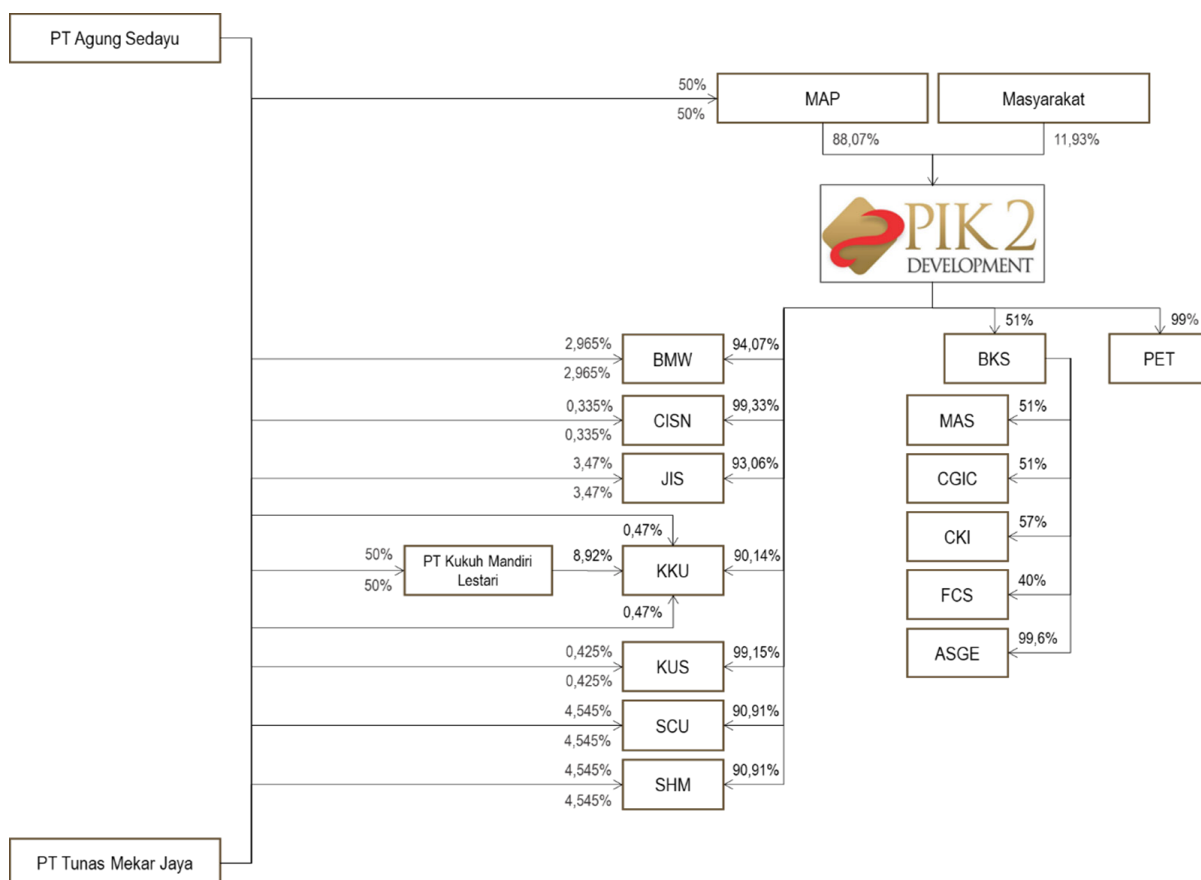 PT Agung Sedayu
50%
50%
MAP
Masyarakat
88,07%
11,93%
PIK 2
DEVELOPMENT
51%
99%
BKS
PET
2,965%
2,965%
BMW
94,07%
0,335%
0,335%
CISN
99,33%
3,47%
3,47%
JIS
93,06%
0,47%
50%
50%
PT Kukuh Mandiri
Lestari
8,92%
KKU
90,14%
0,47%
0,425%
0,425%
KUS
99,15%
4,545%
4,545%
SCU
90,91%
4,545%
4,545%
SHM
90,91%
MAS
51%
CGIC
51%
CKI
57%
FCS
40%
ASGE
99,6%
PT Tunas Mekar Jaya